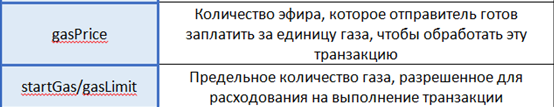 gasPrice
Количество эфира, которое отправитель готов
заплатить за единицу газа, чтобы обработать эту
транзакцию
startGas/gasLimit
Предельное количество газа, разрешенное для
расходования на выполнение транзакции